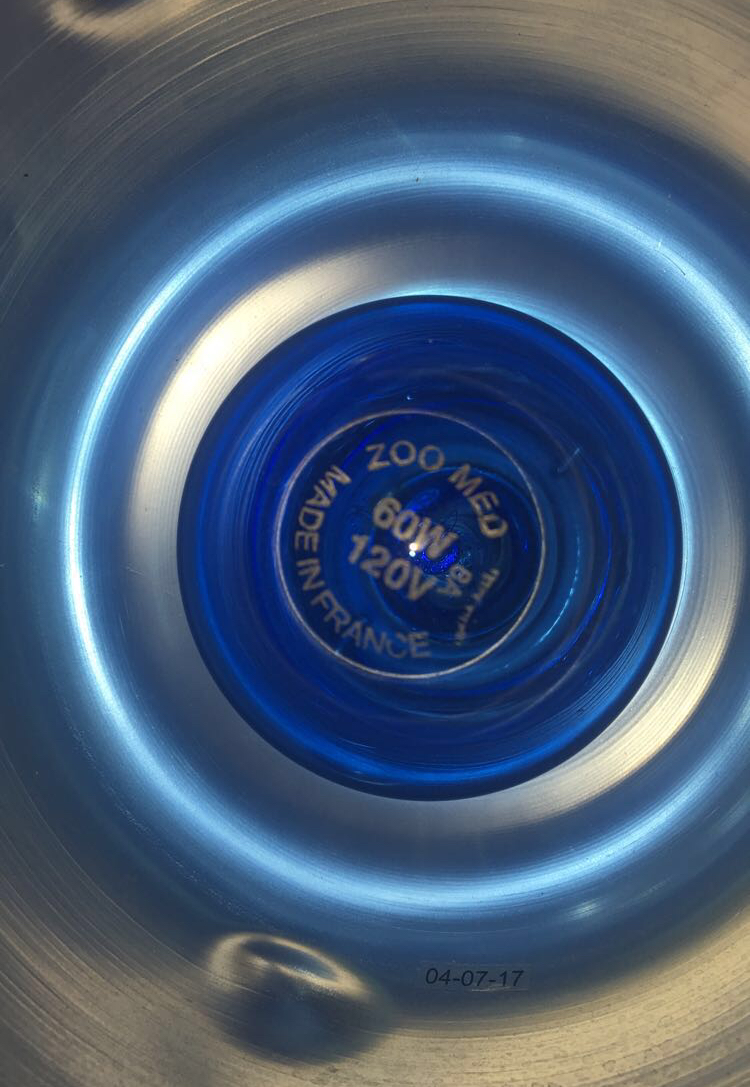 ZOO MED
60W
120V
MADE IN FRANCE
04-07-17